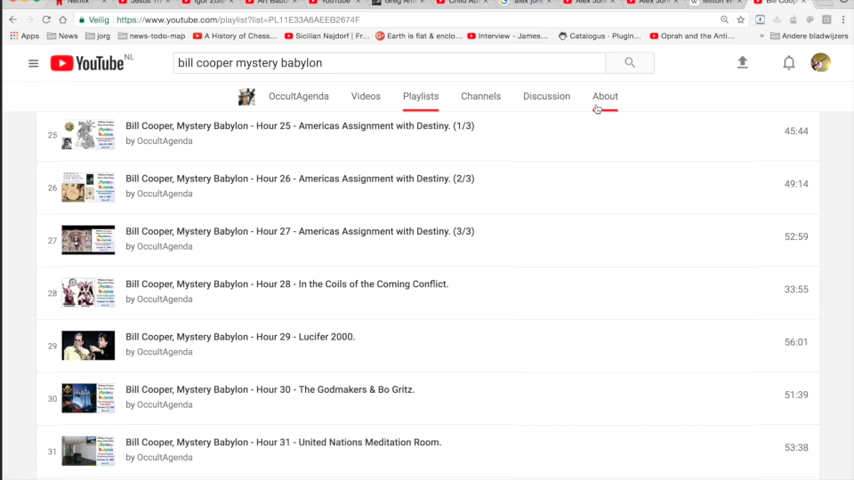 Netflix
YouTube
Veilig
https://www.youtube.com/playlist?list=PL11E33A6AEEB2674F
Apps
News
jorg
news-todo-map
A History of Chess...
Sicilian Najdorf | Fr...
Earth is flat & enclo...
Interview - James...
Catalogus - Plugin...
Oprah and the Anti...
» Andere bladwijzers
YouTube NL
bill cooper mystery babylon
OccultAgenda
Videos
Playlists
Channels
Discussion
About
25
Bill Cooper, Mystery Babylon - Hour 25 - Americas Assignment with Destiny. (1/3)
by OccultAgenda
45:44
26
Bill Cooper, Mystery Babylon - Hour 26 - Americas Assignment with Destiny. (2/3)
by OccultAgenda
49:14
27
Bill Cooper, Mystery Babylon - Hour 27 - Americas Assignment with Destiny. (3/3)
by OccultAgenda
52:59
28
Bill Cooper, Mystery Babylon - Hour 28 - In the Coils of the Coming Conflict.
by OccultAgenda
33:55
29
Bill Cooper, Mystery Babylon - Hour 29 - Lucifer 2000.
by OccultAgenda
56:01
30
Bill Cooper, Mystery Babylon - Hour 30 - The Godmakers & Bo Gritz.
by OccultAgenda
51:39
31
Bill Cooper, Mystery Babylon - Hour 31 - United Nations Meditation Room.
by OccultAgenda
53:38